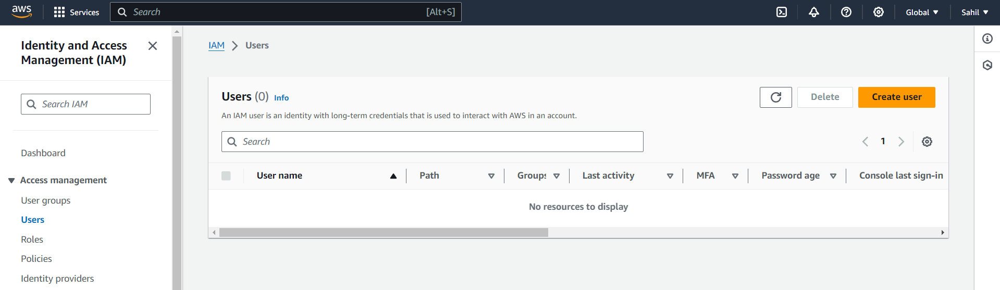 aws
Services
Search [Alt+S]
Global
Sahil
Identity and Access
Management (IAM)
Search IAM
Dashboard
Access management
User groups
Users
Roles
Policies
Identity providers
IAM > Users
Users (0) Info
Delete
Create user
An IAM user is an identity with long-term credentials that is used to interact with AWS in an account.
Search
1
User name Path Groups Last activity MFA Password age Console last sign-in
No resources to display